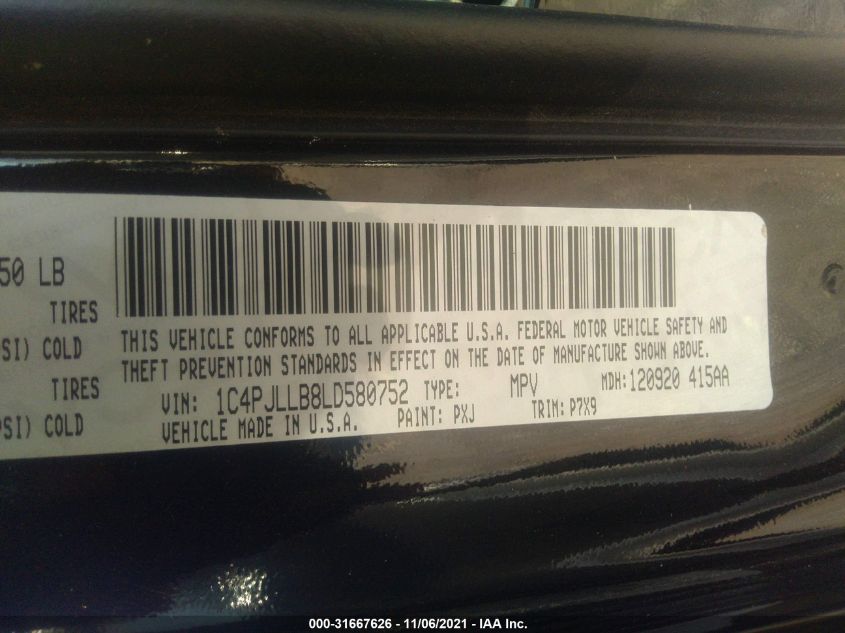 50 LB
TIRES
SI) COLD
TIRES
PSI) COLD
THIS VEHICLE CONFORMS TO ALL APPLICABLE U.S.A. FEDERAL MOTOR VEHICLE SAFETY AND
THEFT PREVENTION STANDARDS IN EFFECT ON THE DATE OF MANUFACTURE SHOWN ABOVE.
VIN: 1C4PJLLB8LD580752 TYPE: MPV MDH: 120920 415AA
VEHICLE MADE IN U.S.A. PAINT: PXJ TRIM: P7X9
000-31667626 - 11/06/2021 - IAA Inc.